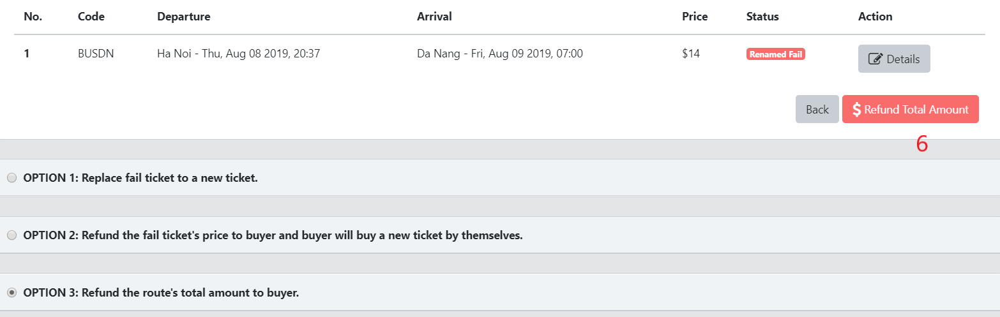 No. Code Departure Arrival Price Status Action
1 BUSDN Ha Noi - Thu, Aug 08 2019, 20:37 Da Nang - Fri, Aug 09 2019, 07:00 $14 Renamed Fail Details
Back $ Refund Total Amount
6
OPTION 1: Replace fail ticket to a new ticket.
OPTION 2: Refund the fail ticket's price to buyer and buyer will buy a new ticket by themselves.
OPTION 3: Refund the route's total amount to buyer.